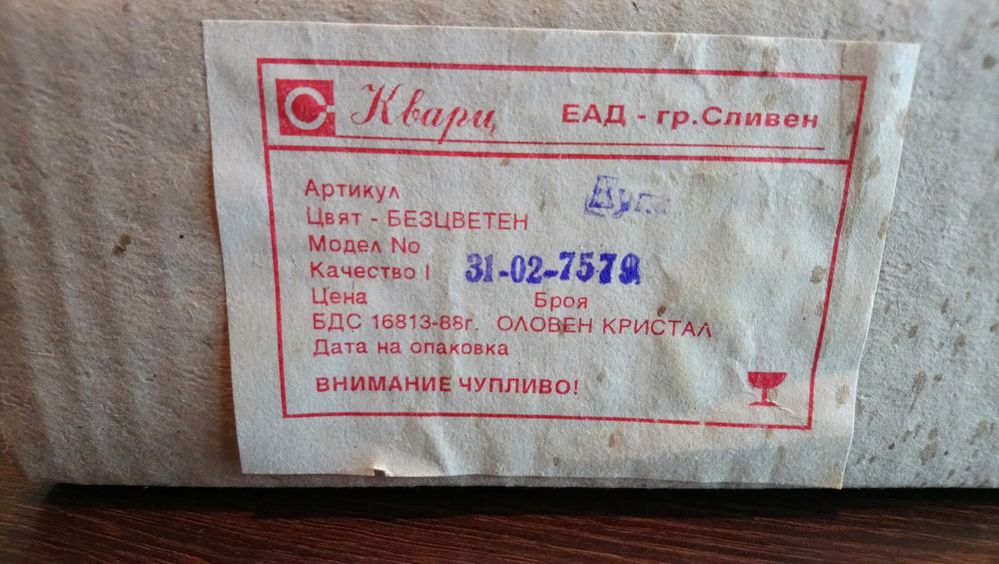 Кварц ЕАД - гр.Сливен
Артикул
Цвят - БЕЗЦВЕТЕН
Модел No
Качество I 31-02-7579
Цена Броя
БДС 16813-88г. ОЛОВЕН КРИСТАЛ
Дата на опаковка
ВНИМАНИЕ ЧУПЛИВО!